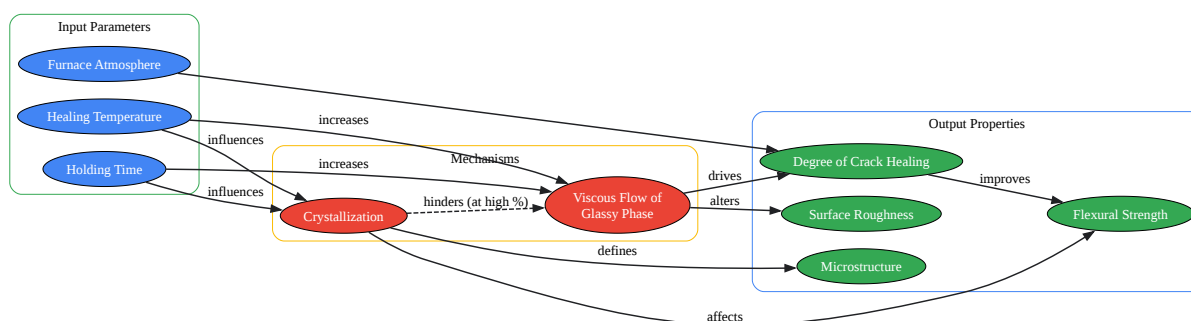 Input Parameters
Furnace Atmosphere
Healing Temperature
Holding Time
influences
increases
increases
influences
Mechanisms
Crystallization
hinders (at high %)
Viscous Flow of
Glassy Phase
drives
alters
defines
affects
Output Properties
Degree of Crack Healing
Surface Roughness
Microstructure
improves
Flexural Strength